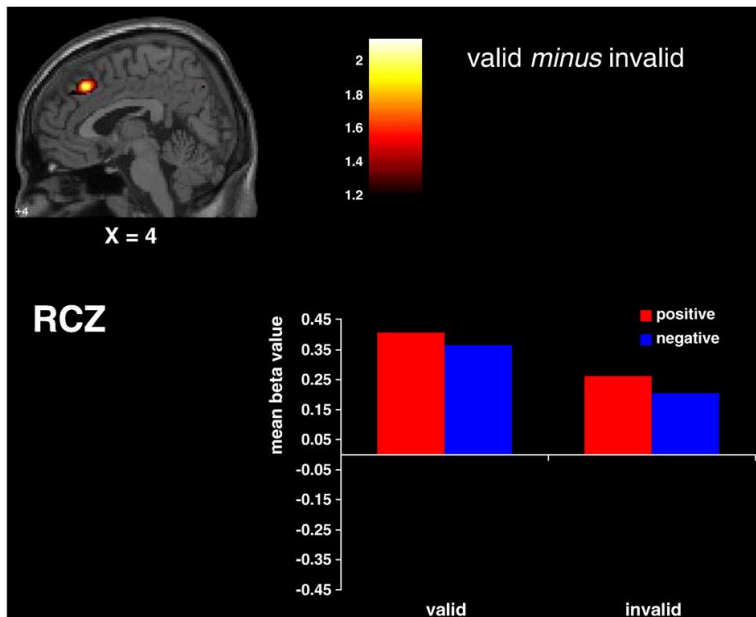 valid minus invalid
2
1.8
1.6
1.4
1.2
+4
X = 4
RCZ
mean beta value
0.45
0.35
0.25
0.15
0.05
-0.05
-0.15
-0.25
-0.35
-0.45
positive
negative
valid
invalid